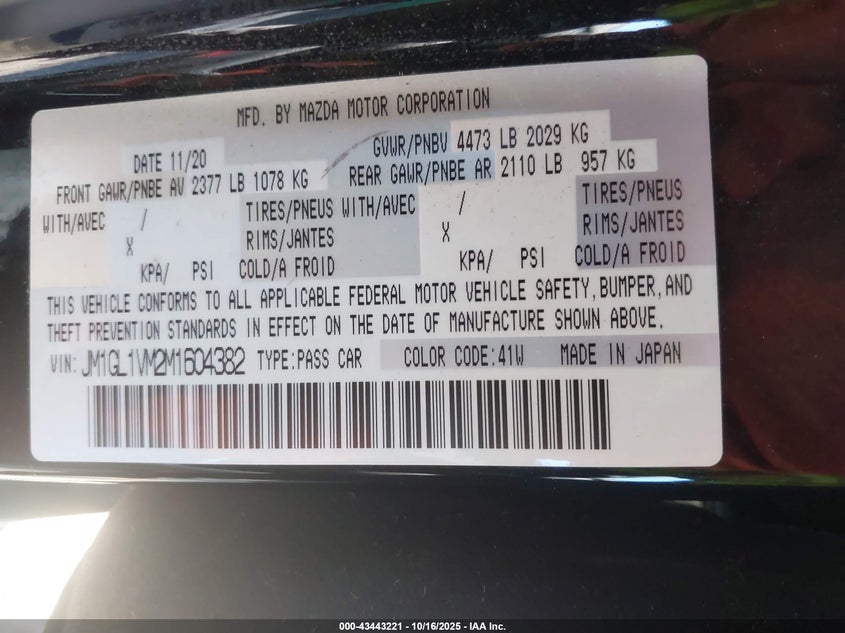 MFD. BY MAZDA MOTOR CORPORATION
DATE 11/20 GVWR/PNBV 4473 LB 2029 KG
FRONT GAWR/PNBE AV 2377 LB 1078 KG REAR GAWR/PNBE AR 2110 LB 957 KG
WITH/AVEC / TIRES/PNEUS WITH/AVEC / TIRES/PNEUS
X RIMS/JANTES X RIMS/JANTES
KPA/ PSI COLD/A FROID KPA/ PSI COLD/A FROID
THIS VEHICLE CONFORMS TO ALL APPLICABLE FEDERAL MOTOR VEHICLE SAFETY, BUMPER, AND
THEFT PREVENTION STANDARDS IN EFFECT ON THE DATE OF MANUFACTURE SHOWN ABOVE.
VIN: JM1GL1VM2M1604382 TYPE:PASS CAR COLOR CODE:41W MADE IN JAPAN
000-43443221 - 10/16/2025 - IAA Inc.